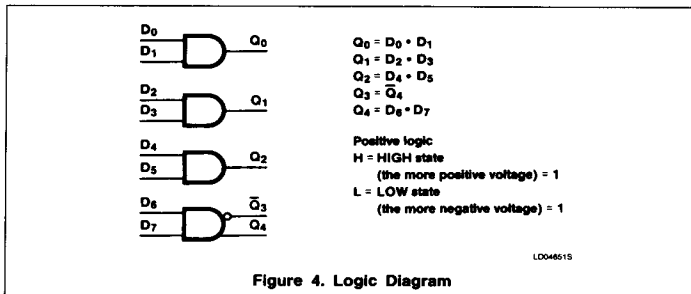 D₀
D₁
Q₀
D₂
D₃
Q₁
D₄
D₅
Q₂
D₆
D₇
Q̅₃
Q₄
Q₀ = D₀ • D₁
Q₁ = D₂ • D₃
Q₂ = D₄ • D₅
Q₃ = Q̅₄
Q₄ = D₆ • D₇
Positive logic
H = HIGH state
(the more positive voltage) = 1
L = LOW state
(the more negative voltage) = 1
LD04651S
Figure 4. Logic Diagram